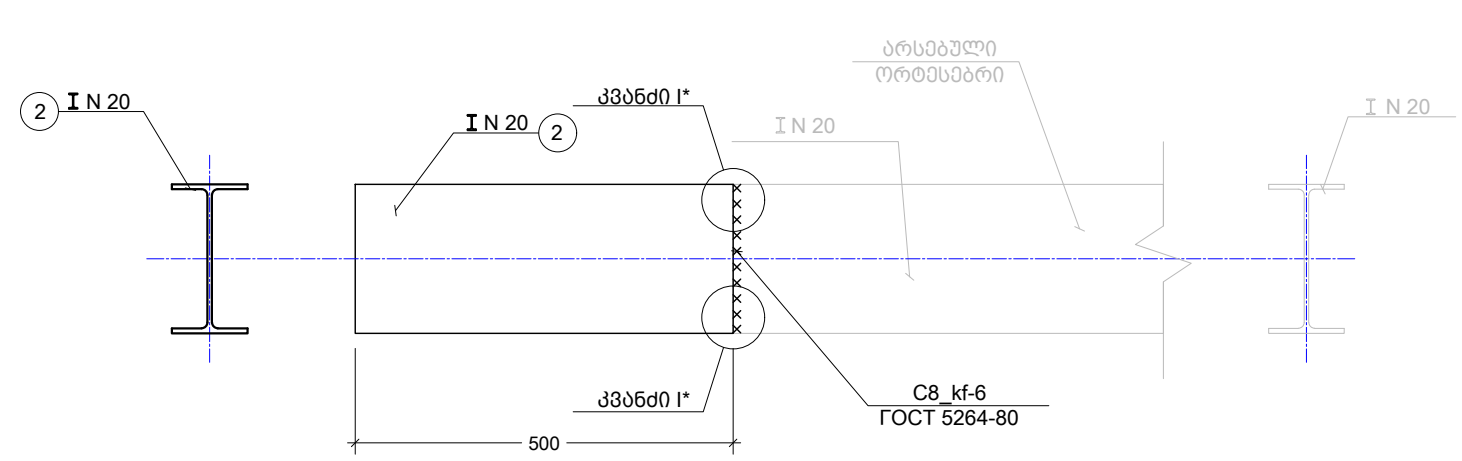 არსებული
ორტესებრი
2 I N 20
კვანძი I*
I N 20
I N 20 2
I N 20
კვანძი I*
C8_kf-6
ГОСТ 5264-80
500